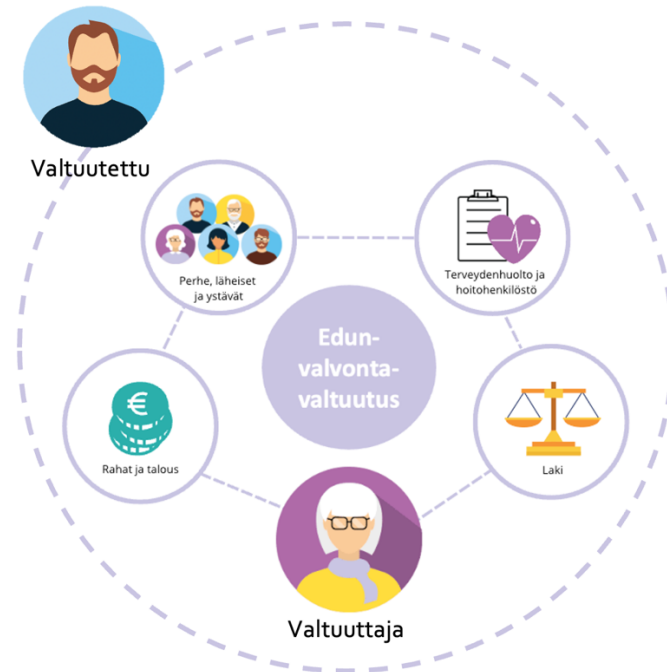 Valtuutettu
Perhe, läheiset
ja ystävät
Terveydenhuolto ja
hoitohenkilöstö
Edun-
valvonta-
valtuutus
Rahat ja talous
Laki
Valtuuttaja